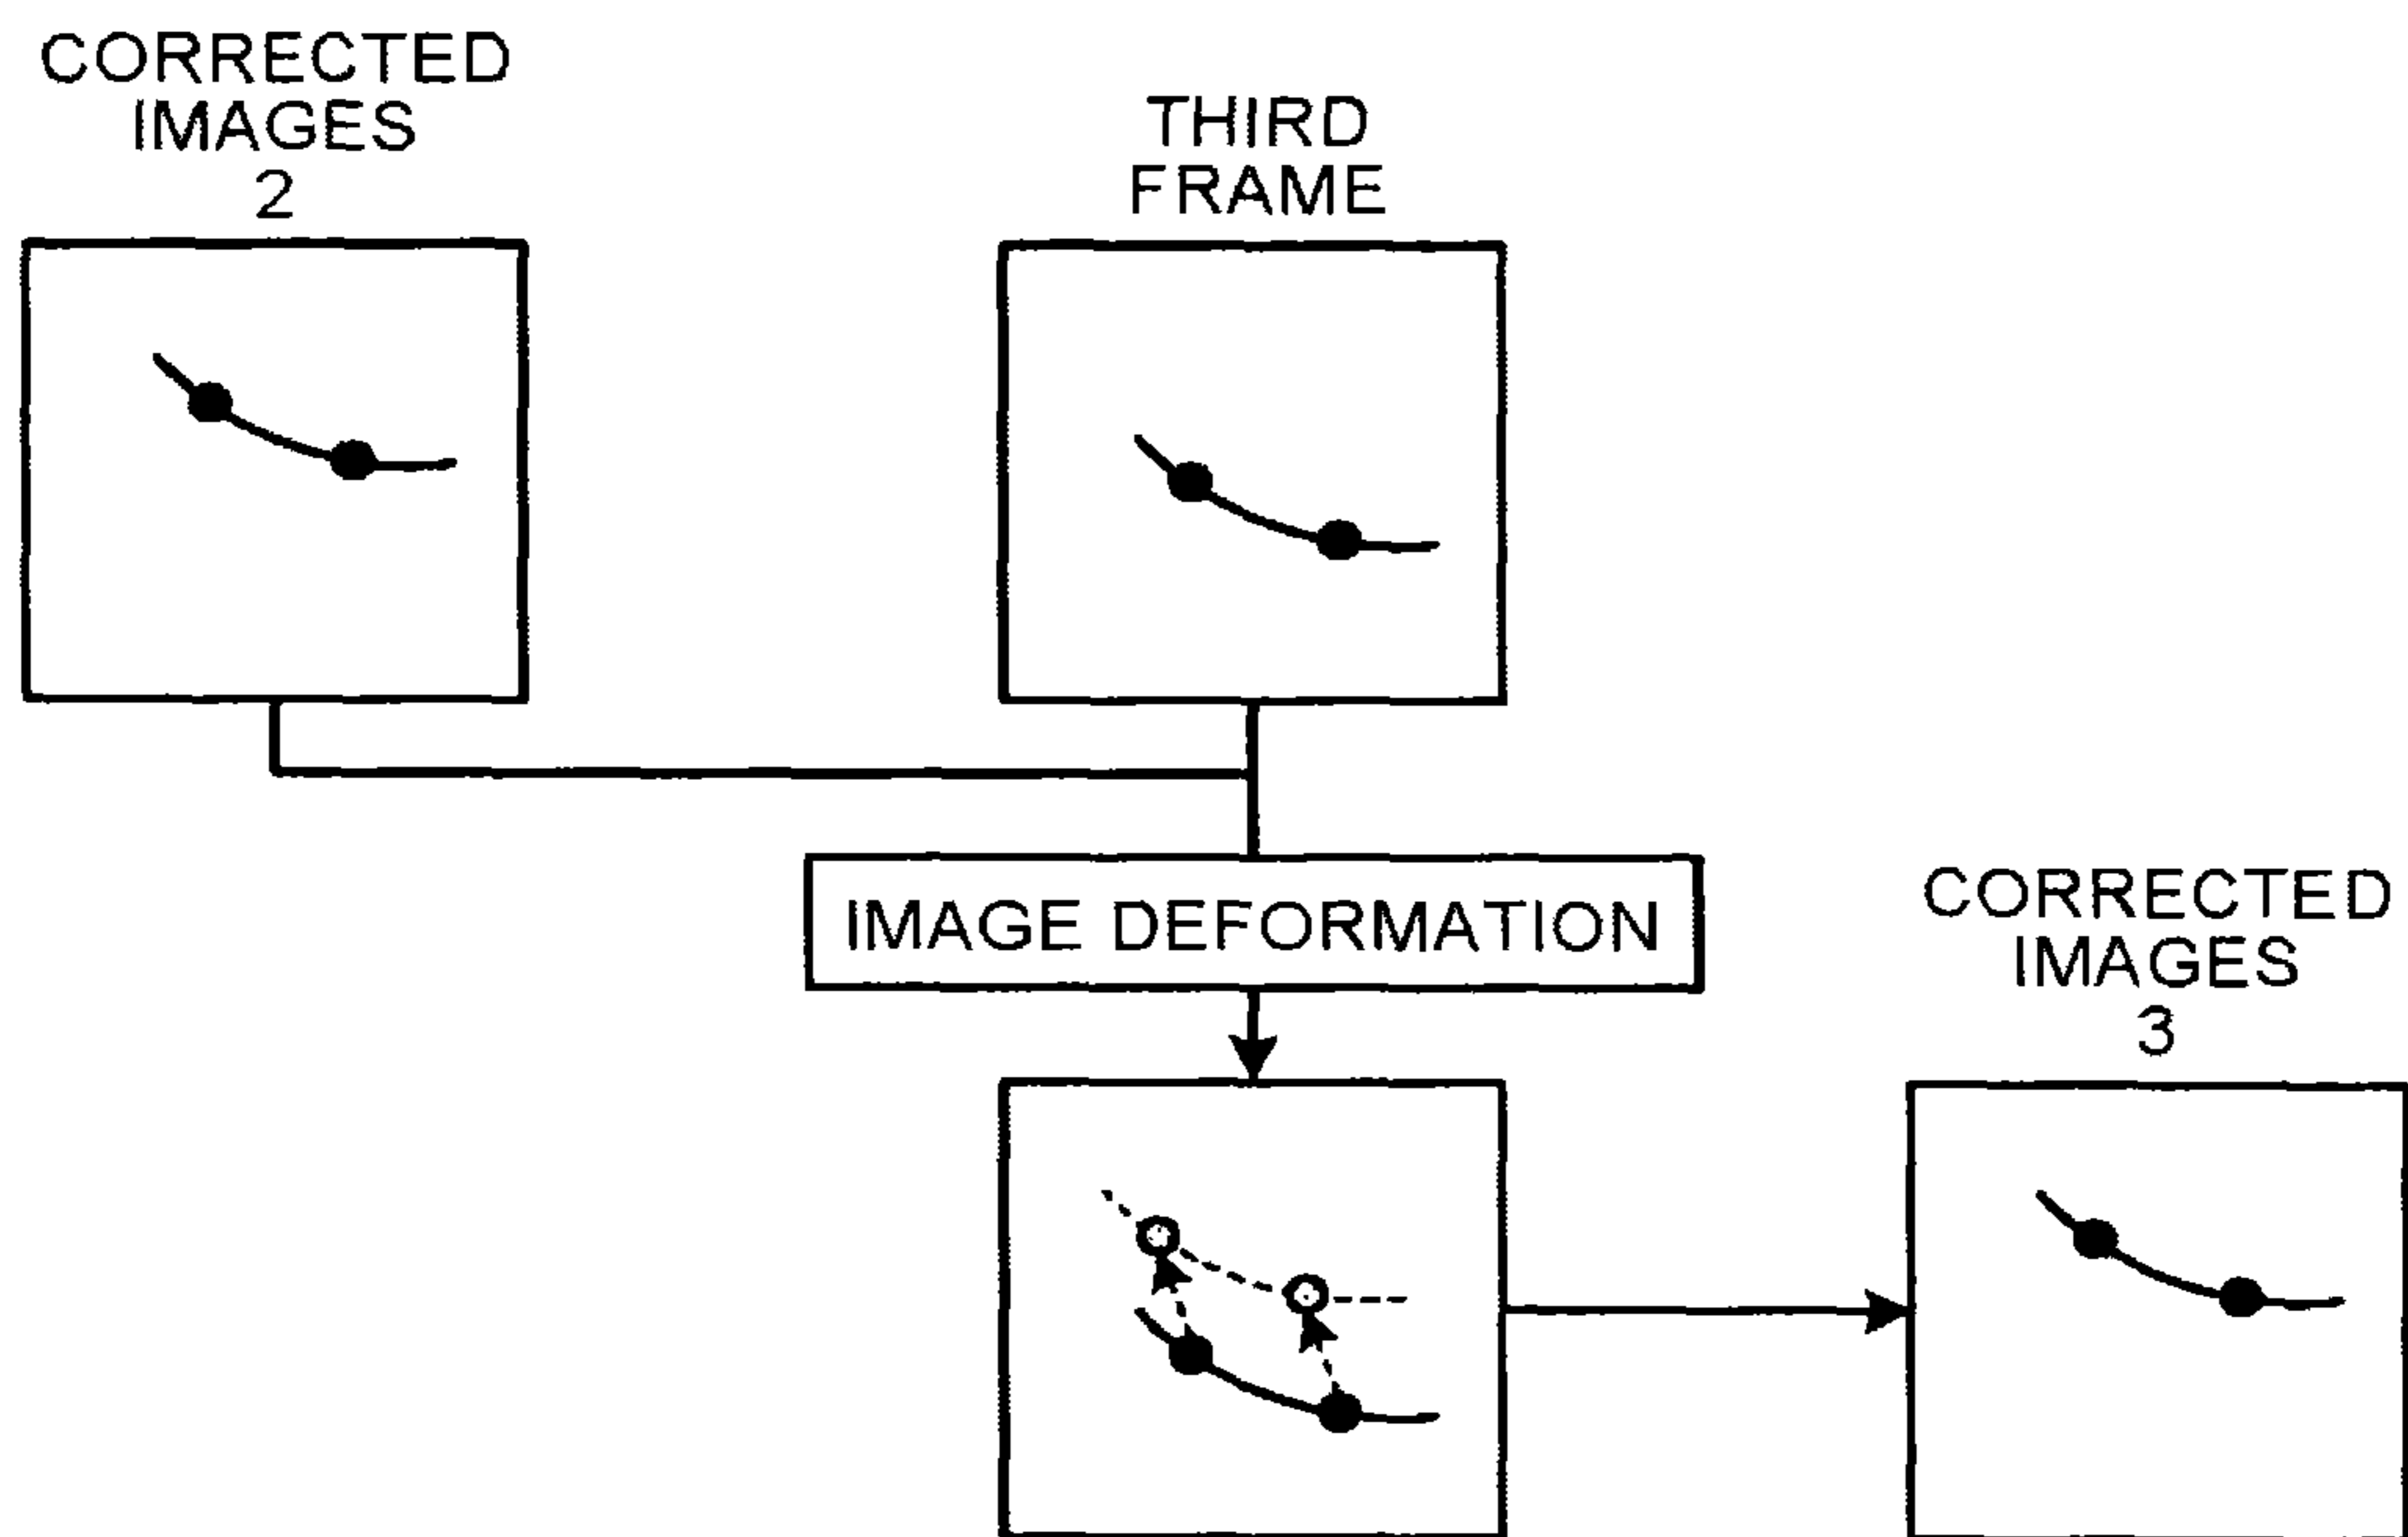 CORRECTED
IMAGES
2
THIRD
FRAME
IMAGE DEFORMATION
CORRECTED
IMAGES
3